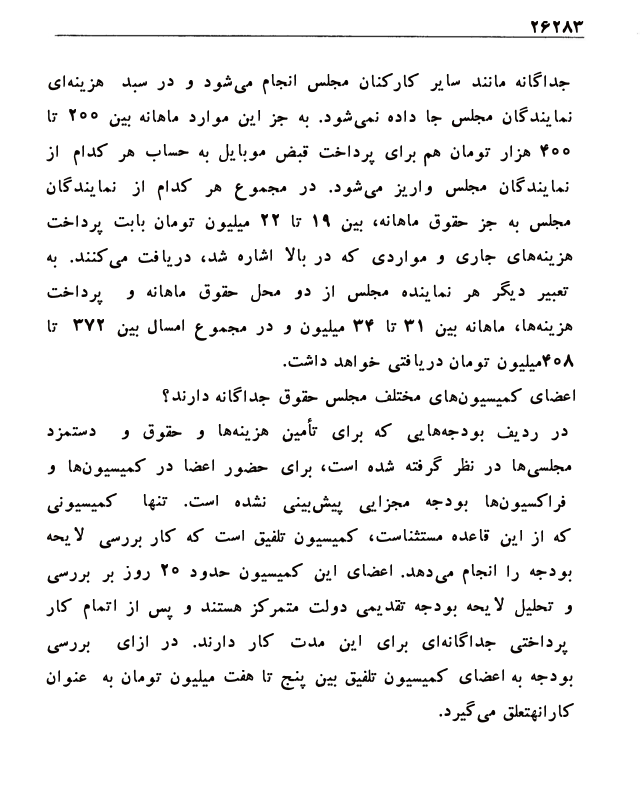 ۲۶۲۸۳
جداگانه مانند سایر کارکنان مجلس انجام می‌شود و در سبد هزینه‌ای
نمایندگان مجلس جا داده نمی‌شود. به جز این موارد ماهانه بین ۲۰۰ تا
۴۰۰ هزار تومان هم برای پرداخت قبض موبایل به حساب هر کدام از
نمایندگان مجلس واریز می‌شود. در مجموع هر کدام از نمایندگان
مجلس به جز حقوق ماهانه، بین ۱۹ تا ۲۲ میلیون تومان بابت پرداخت
هزینه‌های جاری و مواردی که در بالا اشاره شد، دریافت می‌کنند. به
تعبیر دیگر هر نماینده مجلس از دو محل حقوق ماهانه و پرداخت
هزینه‌ها، ماهانه بین ۳۱ تا ۳۴ میلیون و در مجموع امسال بین ۳۷۲ تا
۴۰۸میلیون تومان دریافتی خواهد داشت.
اعضای کمیسیون‌های مختلف مجلس حقوق جداگانه دارند؟
در ردیف بودجه‌هایی که برای تأمین هزینه‌ها و حقوق و دستمزد
مجلسی‌ها در نظر گرفته شده است، برای حضور اعضا در کمیسیون‌ها و
فراکسیون‌ها بودجه مجزایی پیش‌بینی نشده است. تنها کمیسیونی
که از این قاعده مستثناست، کمیسیون تلفیق است که کار بررسی لایحه
بودجه را انجام می‌دهد. اعضای این کمیسیون حدود ۲۰ روز بر بررسی
و تحلیل لایحه بودجه تقدیمی دولت متمرکز هستند و پس از اتمام کار
پرداختی جداگانه‌ای برای این مدت کار دارند. در ازای بررسی
بودجه به اعضای کمیسیون تلفیق بین پنج تا هفت میلیون تومان به عنوان
کارانهتعلق می‌گیرد.